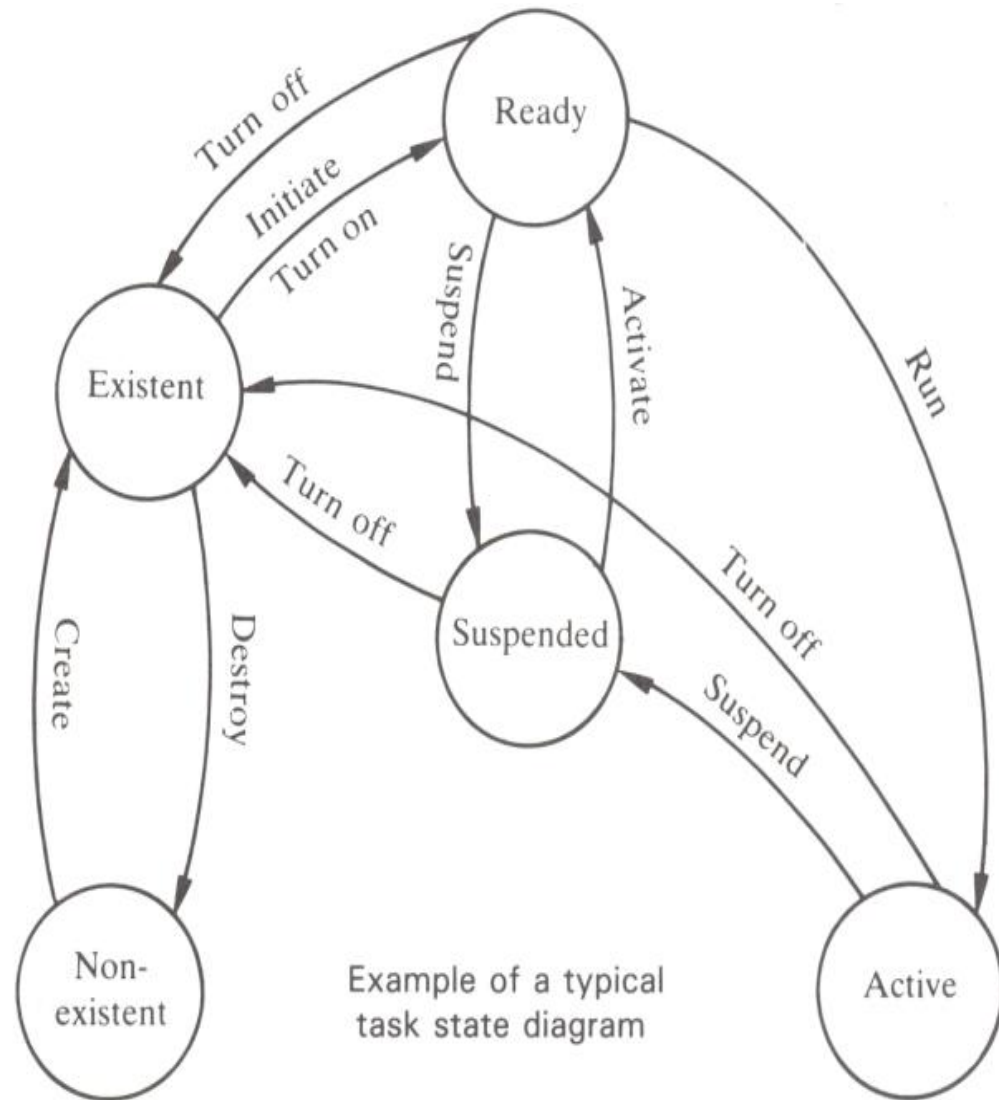 Ready
Turn off
Initiate
Turn on
Suspend
Activate
Run
Existent
Turn off
Turn off
Suspended
Suspend
Create
Destroy
Non-
existent
Example of a typical
task state diagram
Active